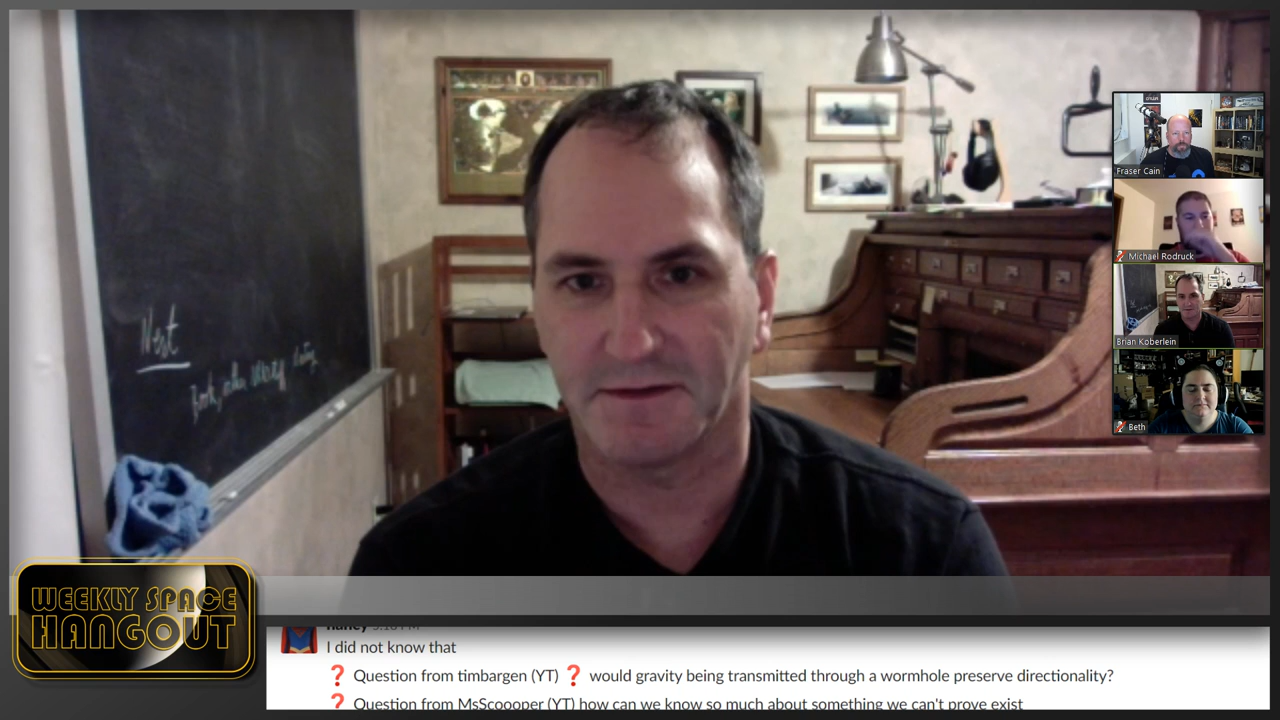 Fraser Cain
Michael Rodruck
Brian Koberlein
Beth
WEEKLY SPACE
HANGOUT
I did not know that
❓ Question from timbargen (YT) ❓ would gravity being transmitted through a wormhole preserve directionality?
❓ Question from MsScoooper (YT) how can we know so much about something we can't prove exist